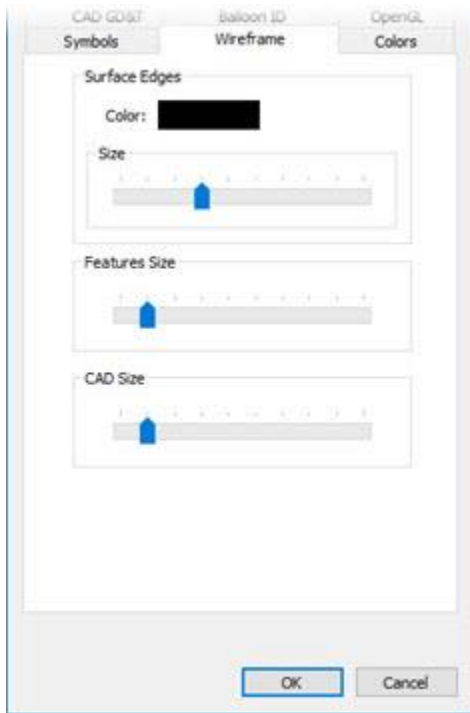 CAD GD&T Balloon ID OpenGL
Symbols Wireframe Colors
Surface Edges
Color:
Size
Features Size
CAD Size
OK Cancel